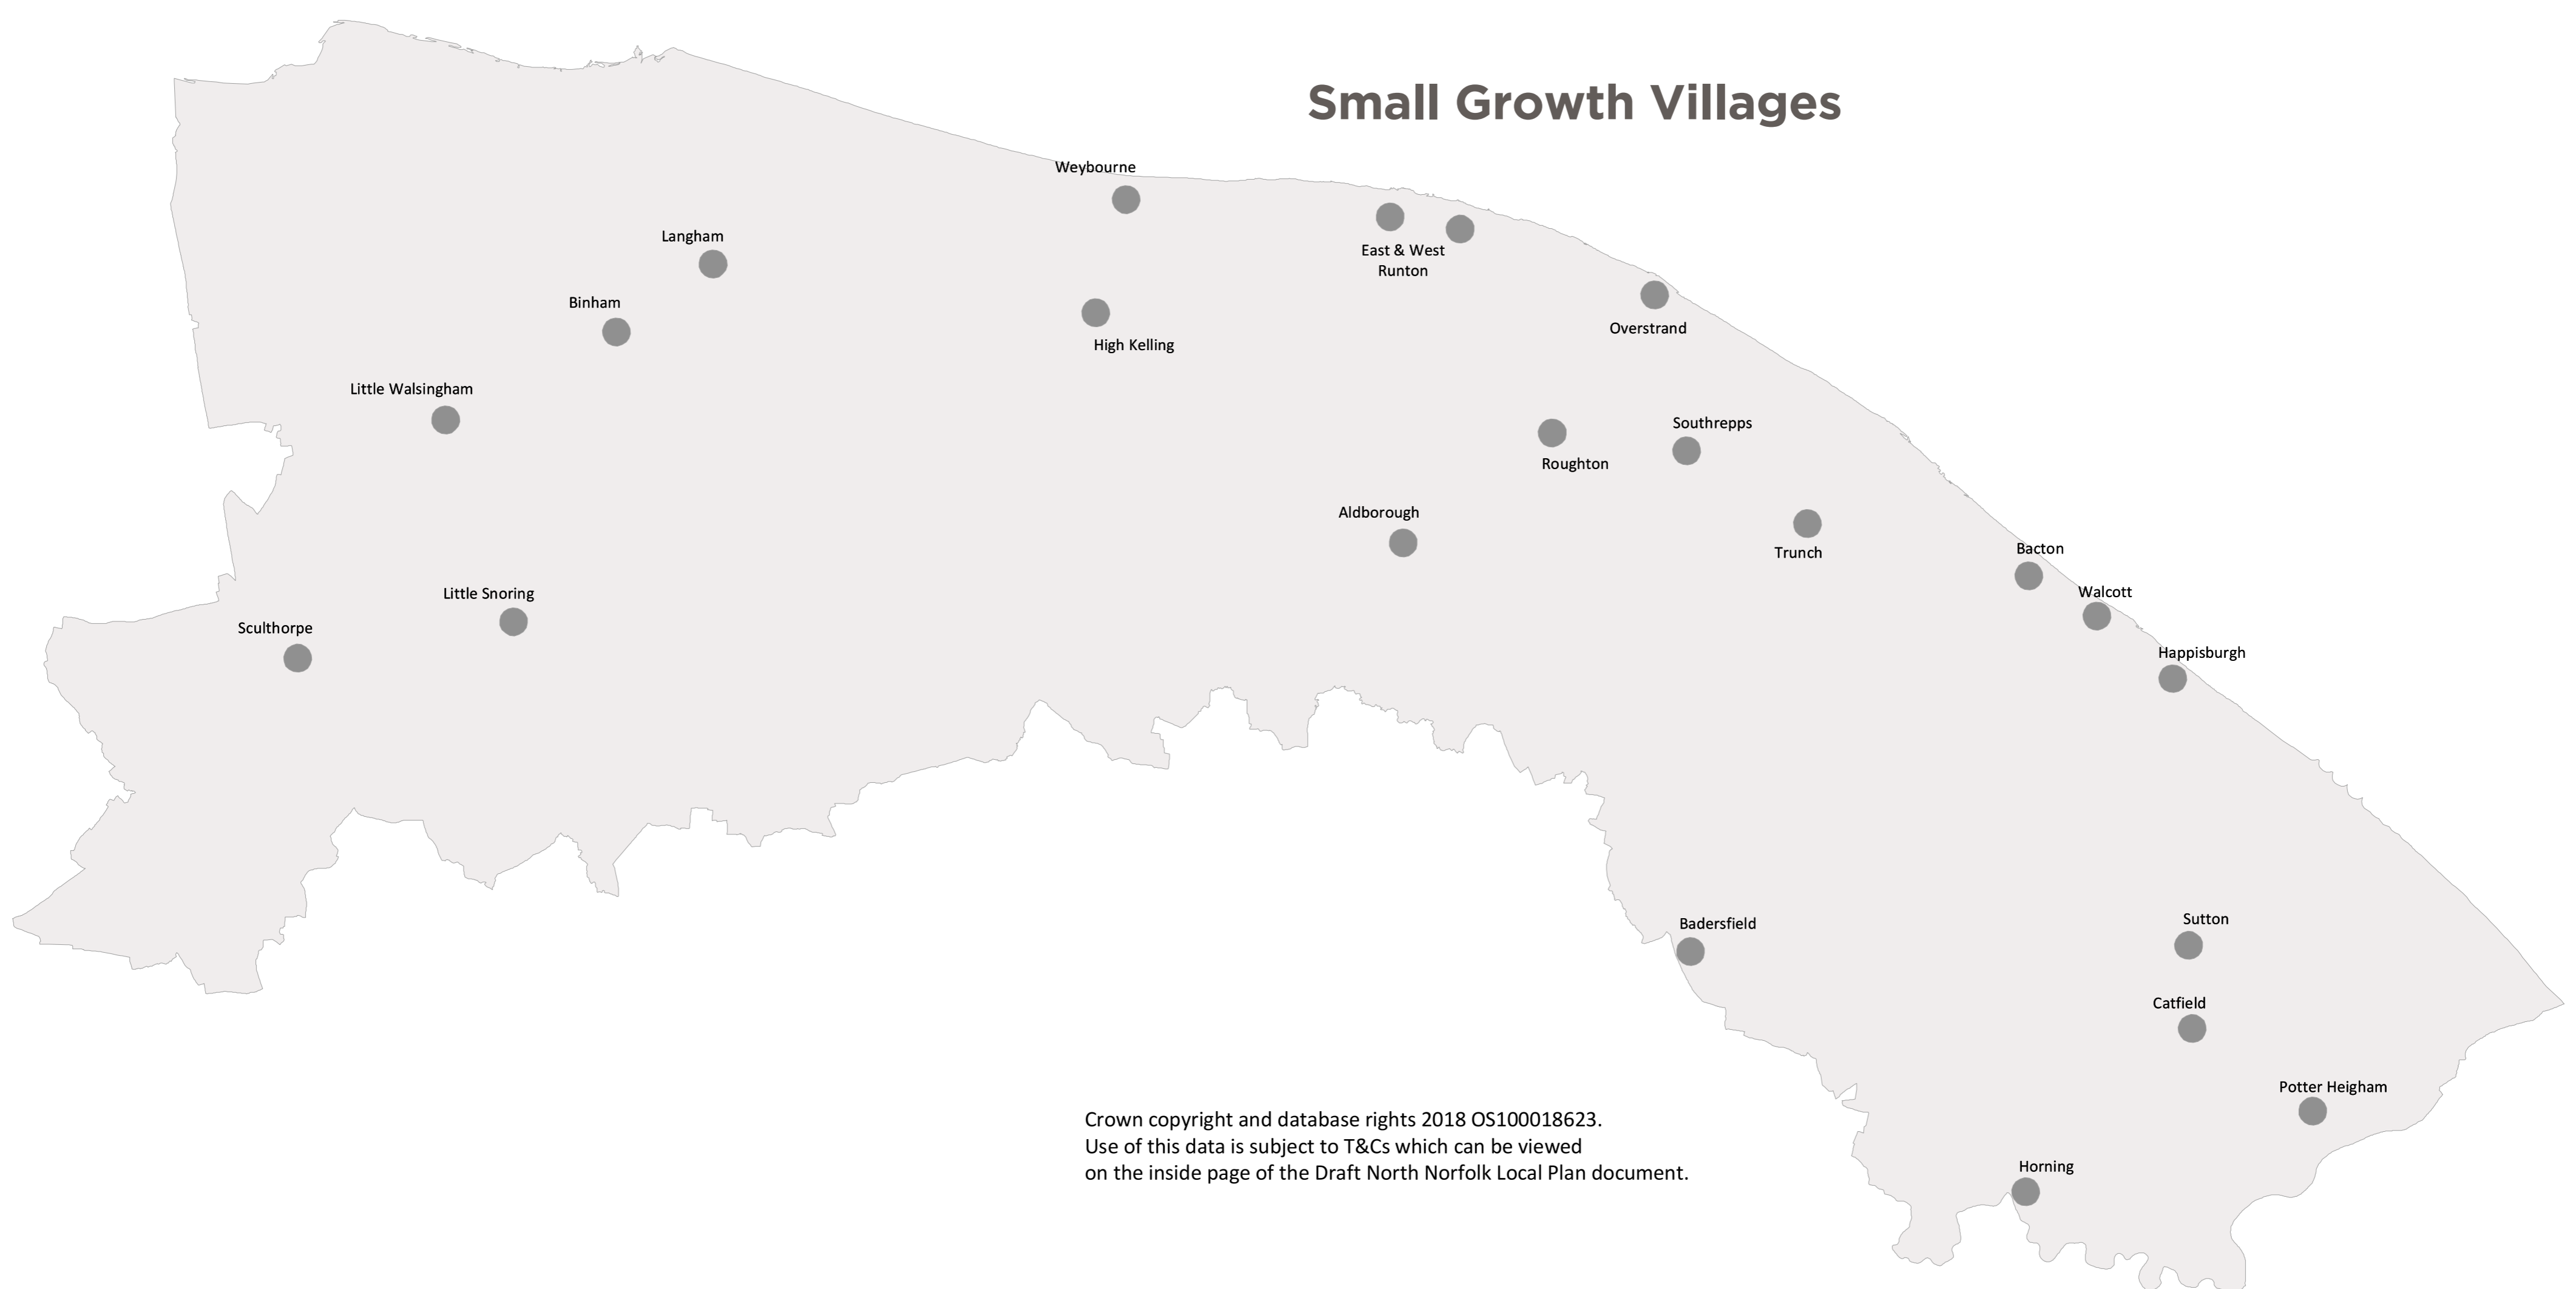 Small Growth Villages
Weybourne
Langham
East & West
Runton
Binham
Overstrand
High Kelling
Little Walsingham
Southrepps
Roughton
Aldborough
Trunch
Bacton
Little Snoring
Walcott
Sculthorpe
Happisburgh
Badersfield
Sutton
Catfield
Potter Heigham
Crown copyright and database rights 2018 OS100018623.
Use of this data is subject to T&Cs which can be viewed
on the inside page of the Draft North Norfolk Local Plan document.
Horning